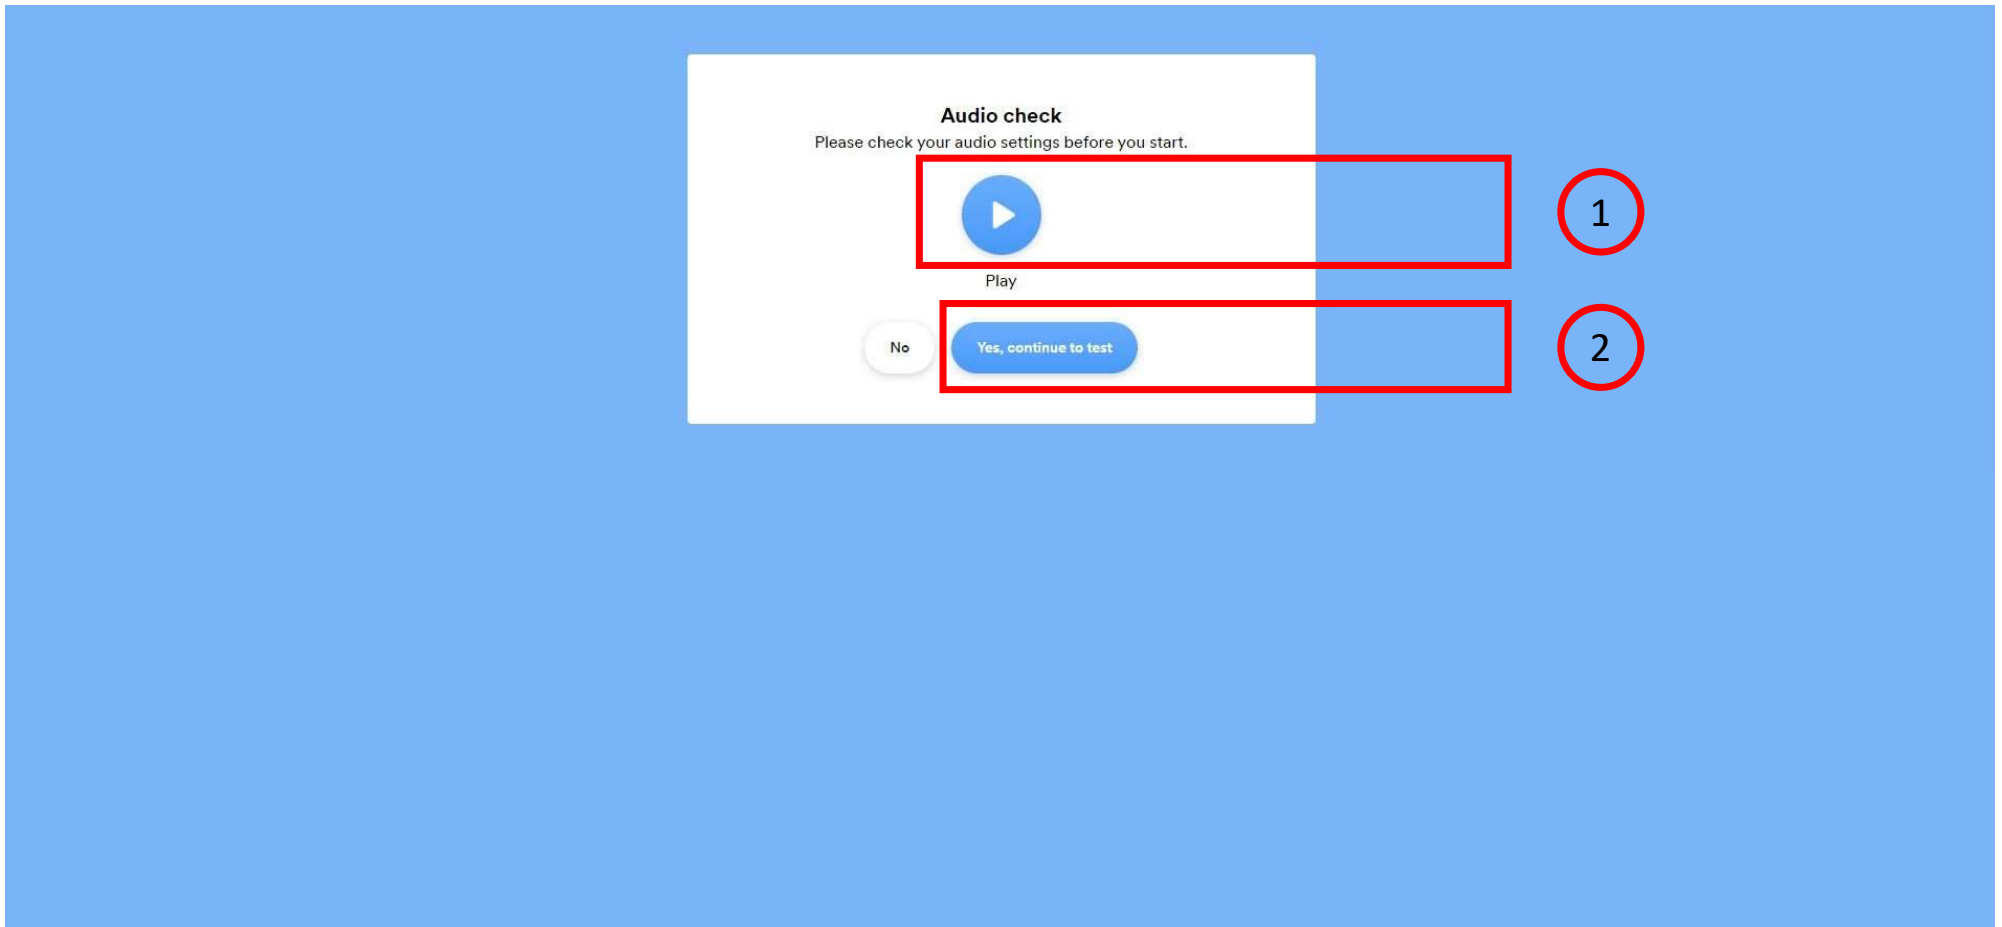 Audio check
Please check your audio settings before you start.
1
Play
No
Yes, continue to test
2